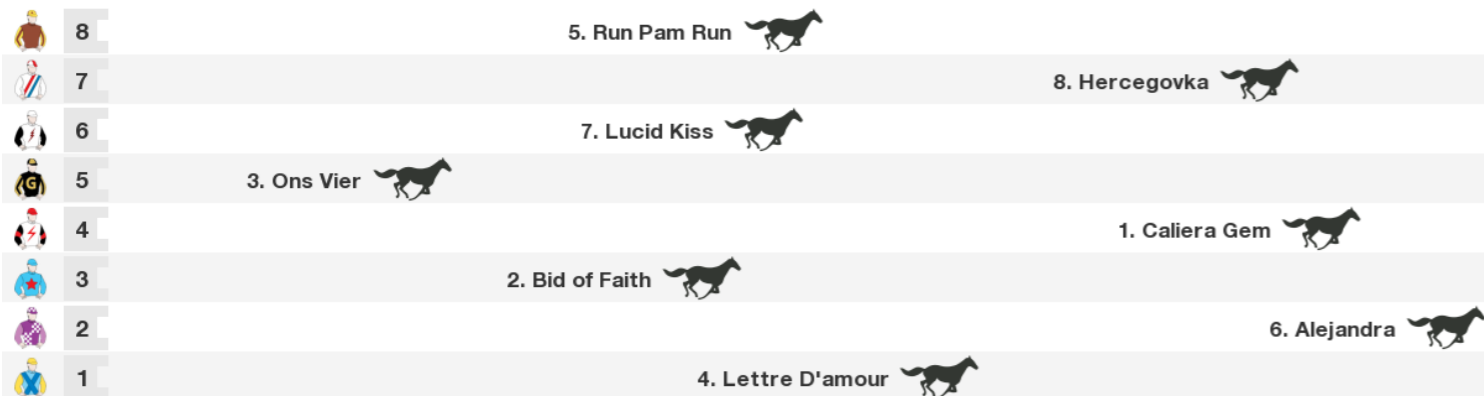 8 5. Run Pam Run
7 8. Hercegovka
6 7. Lucid Kiss
G 5 3. Ons Vier
4 1. Caliera Gem
3 2. Bid of Faith
2 6. Alejandra
1 4. Lettre D'amour